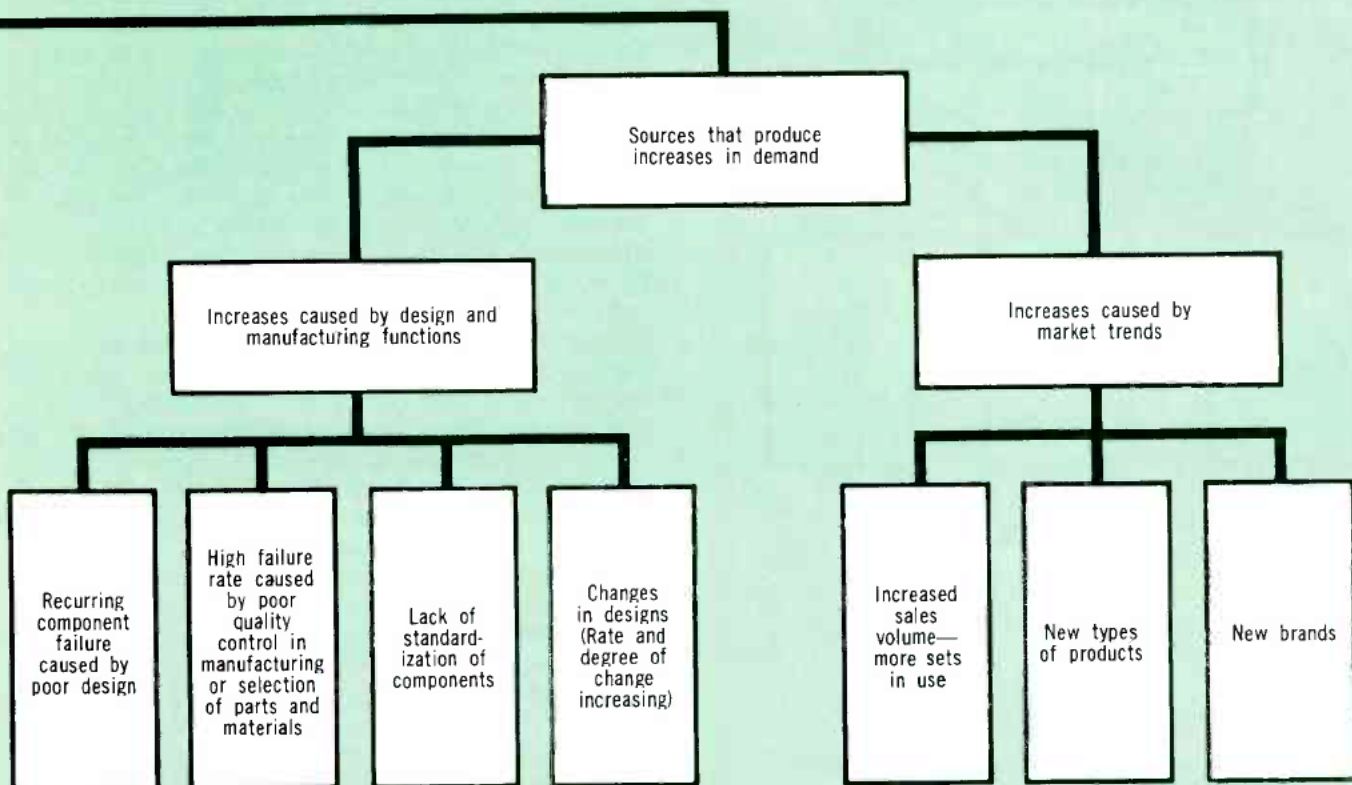 Sources that produce
increases in demand
Increases caused by design and
manufacturing functions
Increases caused by
market trends
Recurring
component
failure
caused by
poor design
High failure
rate caused
by poor
quality
control in
manufacturing
or selection
of parts and
materials
Lack of
standard-
ization of
components
Changes
in designs
(Rate and
degree of
change
increasing)
Increased
sales
volume—
more sets
in use
New types
of products
New brands